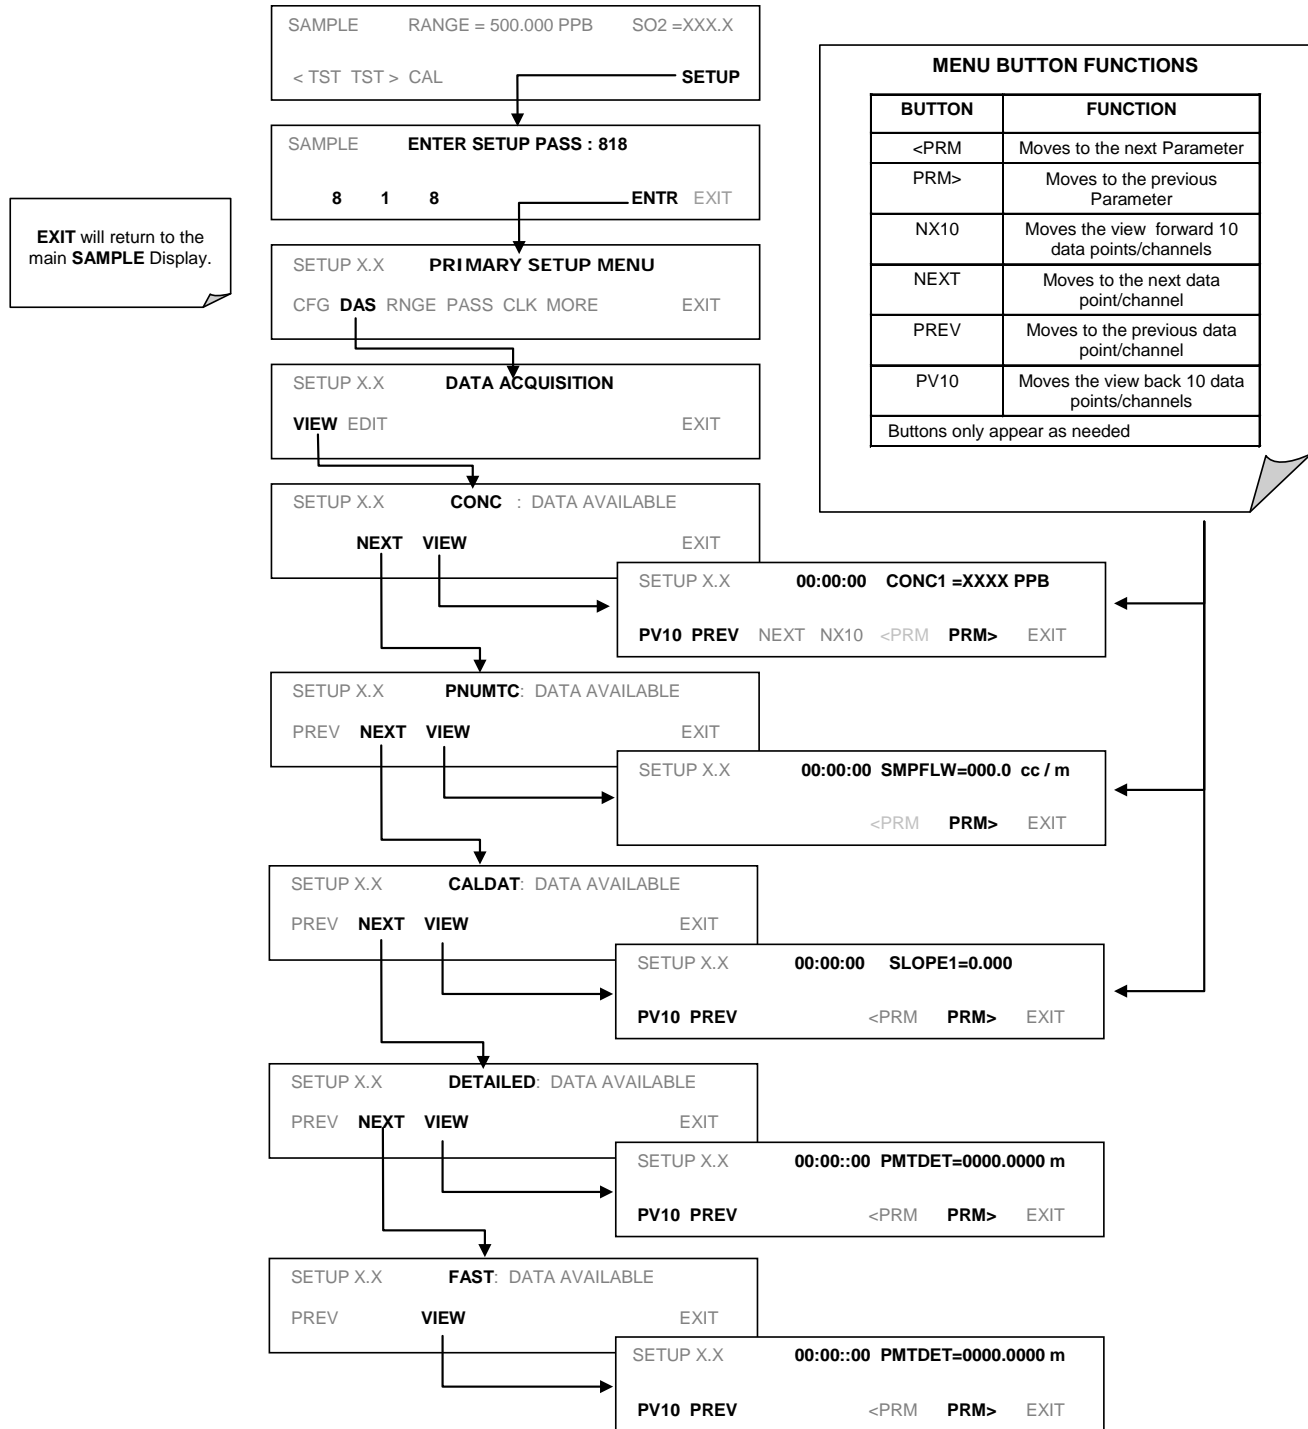 SAMPLE RANGE = 500.000 PPB SO2 =XXX.X
< TST TST > CAL SETUP
SAMPLE ENTER SETUP PASS : 818
8 1 8 ENTR EXIT
EXIT will return to the
main SAMPLE Display.
SETUP X.X PRIMARY SETUP MENU
CFG DAS RNGE PASS CLK MORE EXIT
SETUP X.X DATA ACQUISITION
VIEW EDIT EXIT
MENU BUTTON FUNCTIONS
BUTTON FUNCTION
<PRM Moves to the next Parameter
PRM> Moves to the previous
Parameter
NX10 Moves the view forward 10
data points/channels
NEXT Moves to the next data
point/channel
PREV Moves to the previous data
point/channel
PV10 Moves the view back 10 data
points/channels
Buttons only appear as needed
SETUP X.X CONC : DATA AVAILABLE
NEXT VIEW EXIT
SETUP X.X 00:00:00 CONC1 =XXXX PPB
PV10 PREV NEXT NX10 <PRM PRM> EXIT
SETUP X.X PNUMTC: DATA AVAILABLE
PREV NEXT VIEW EXIT
SETUP X.X 00:00:00 SMPFLW=000.0 cc / m
<PRM PRM> EXIT
SETUP X.X CALDAT: DATA AVAILABLE
PREV NEXT VIEW EXIT
SETUP X.X 00:00:00 SLOPE1=0.000
PV10 PREV <PRM PRM> EXIT
SETUP X.X DETAILED: DATA AVAILABLE
PREV NEXT VIEW EXIT
SETUP X.X 00:00::00 PMTDET=0000.0000 m
PV10 PREV <PRM PRM> EXIT
SETUP X.X FAST: DATA AVAILABLE
PREV VIEW EXIT
SETUP X.X 00:00::00 PMTDET=0000.0000 m
PV10 PREV <PRM PRM> EXIT